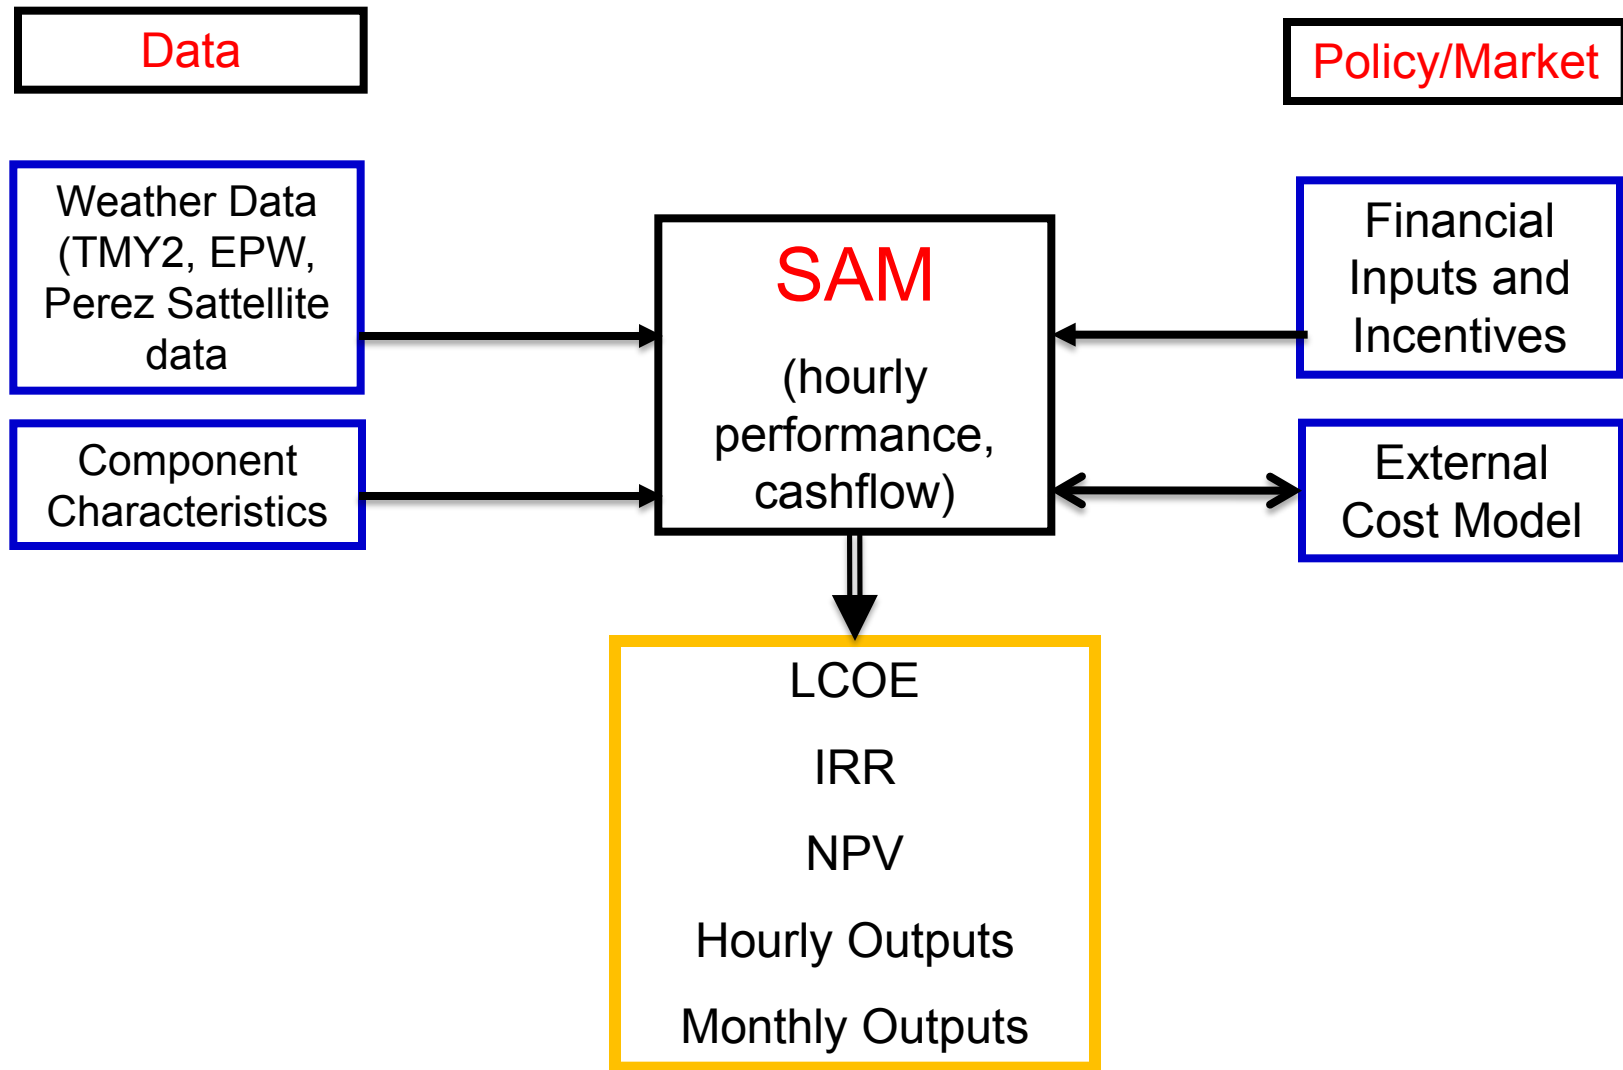 Data
Policy/Market
Weather Data
(TMY2, EPW,
Perez Sattellite
data
Component
Characteristics
SAM
(hourly
performance,
cashflow)
Financial
Inputs and
Incentives
External
Cost Model
LCOE
IRR
NPV
Hourly Outputs
Monthly Outputs